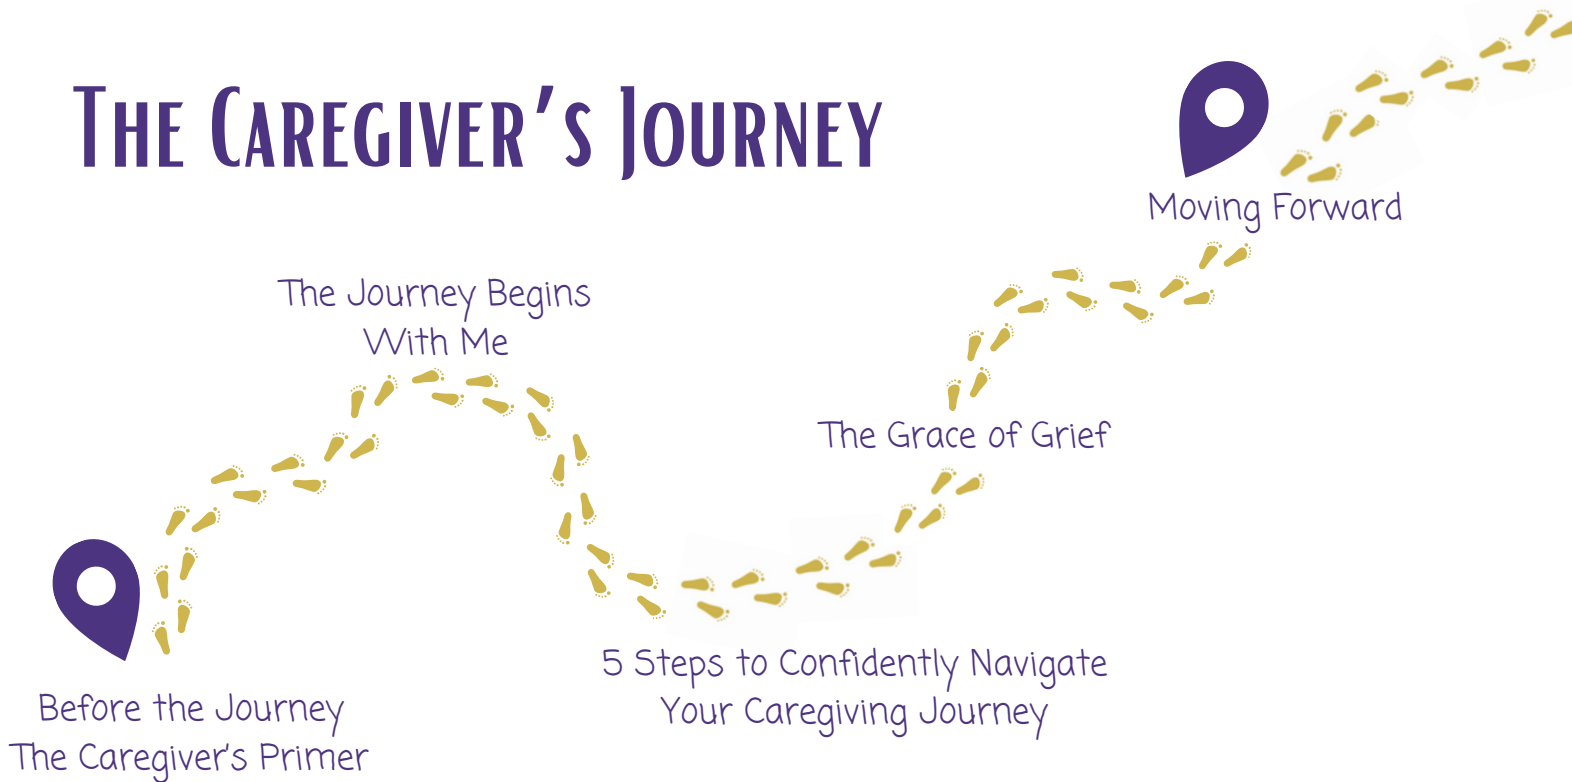 The Caregiver's Journey
Moving Forward
The Journey Begins
With Me
The Grace of Grief
5 Steps to Confidently Navigate
Your Caregiving Journey
Before the Journey
The Caregiver's Primer